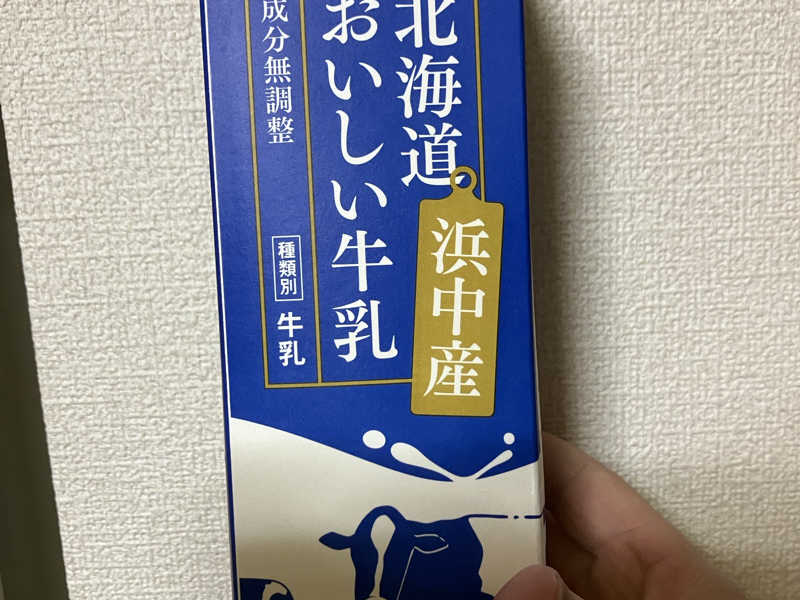 北海道
浜中産
おいしい牛乳
成分無調整
種類別
牛乳